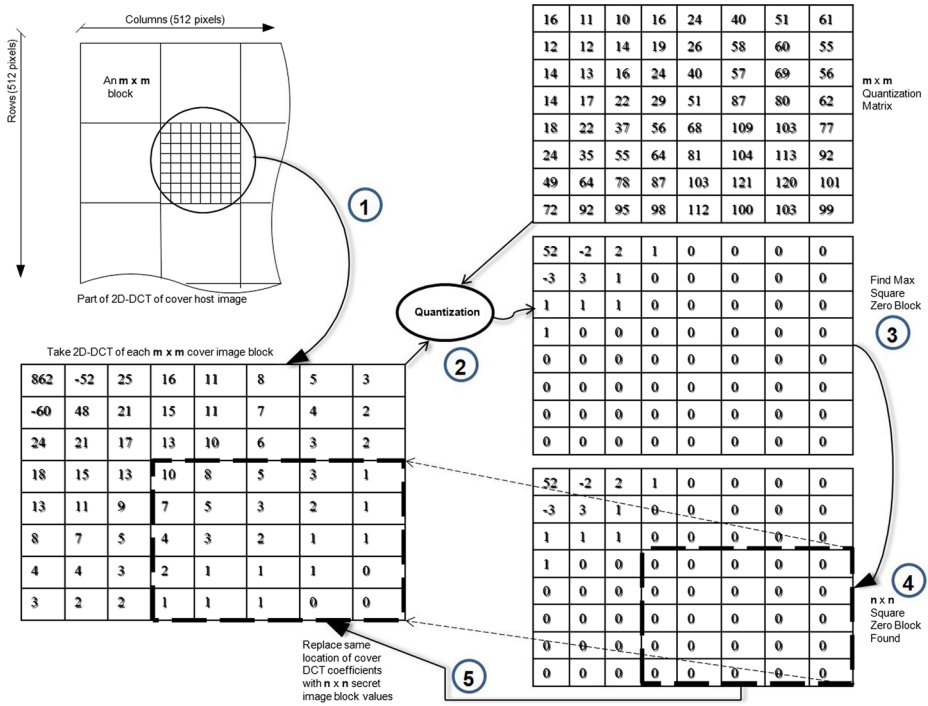 Columns (512 pixels)
Rows (512 pixels)
An m x m
block
Part of 2D-DCT of cover host image
1
16 11 10 16 24 40 51 61
12 12 14 19 26 58 60 55
14 13 16 24 40 57 69 56
14 17 22 29 51 87 80 62
18 22 37 56 68 109 103 77
24 35 55 64 81 104 113 92
49 64 78 87 103 121 120 101
72 92 95 98 112 100 103 99
m x m
Quantization
Matrix
Quantization
2
52 -2 2 1 0 0 0 0
-3 3 1 0 0 0 0 0
1 1 1 0 0 0 0 0
1 0 0 0 0 0 0 0
0 0 0 0 0 0 0 0
0 0 0 0 0 0 0 0
0 0 0 0 0 0 0 0
0 0 0 0 0 0 0 0
Find Max
Square
Zero Block
3
Take 2D-DCT of each m x m cover image block
862 -52 25 16 11 8 5 3
-60 48 21 15 11 7 4 2
24 21 17 13 10 6 3 2
18 15 13 10 8 5 3 1
13 11 9 7 5 3 2 1
8 7 5 4 3 2 1 1
4 4 3 2 1 1 1 0
3 2 2 1 1 1 0 0
52 -2 2 1 0 0 0 0
-3 3 1 0 0 0 0 0
1 1 1 0 0 0 0 0
1 0 0 0 0 0 0 0
0 0 0 0 0 0 0 0
0 0 0 0 0 0 0 0
0 0 0 0 0 0 0 0
0 0 0 0 0 0 0 0
4
n x n
Square
Zero Block
Found
Replace same
location of cover
DCT coefficients
with n x n secret
image block values
5